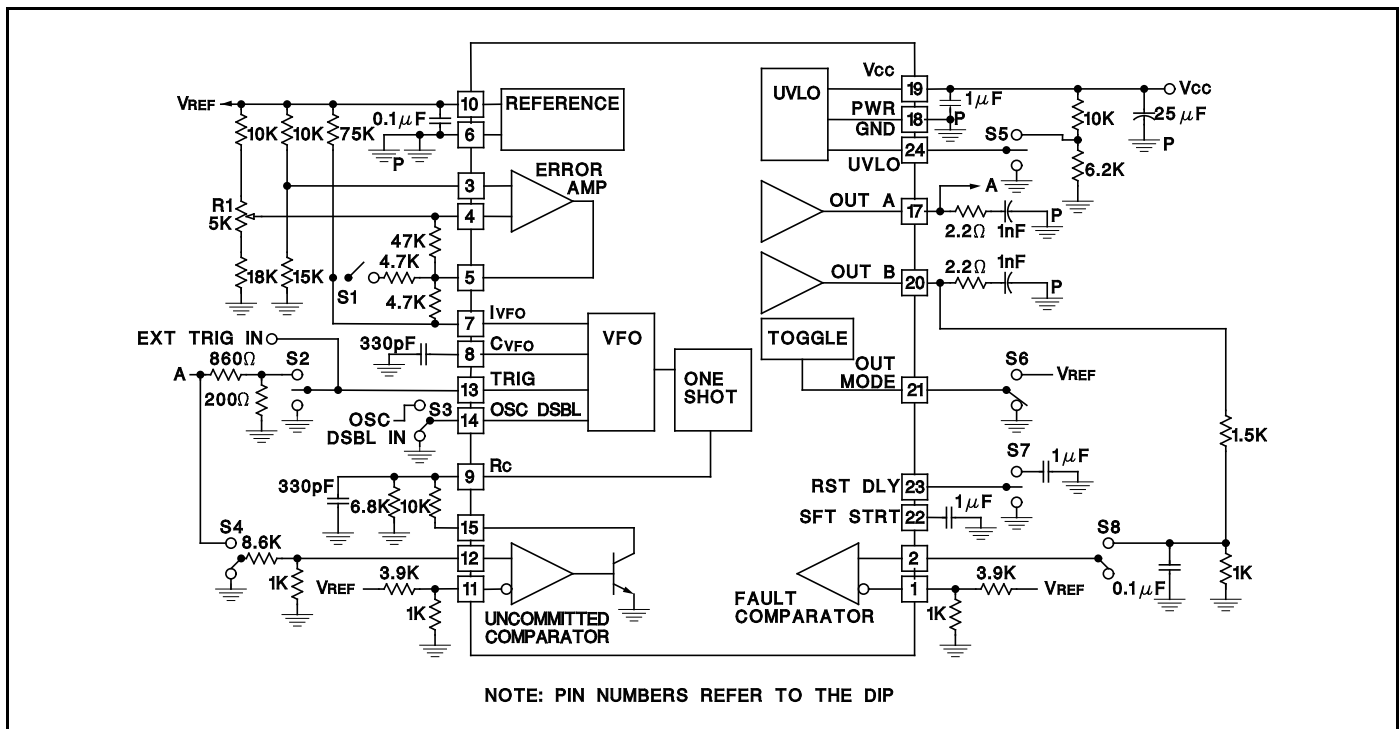 VREF
10K
10K
75K
0.1μF
P
10
6
REFERENCE
3
4
ERROR
AMP
R1
5K
47K
4.7K
5
18K
15K
S1
4.7K
7
IVFO
EXT TRIG IN
330pF
8
CVFO
VFO
860Ω
S2
A
13
TRIG
ONE
SHOT
200Ω
S3
14
OSC DSBL
OSC
DSBL IN
9
RC
330pF
6.8K
10K
15
S4
8.6K
12
1K
VREF
3.9K
11
1K
UNCOMMITTED
COMPARATOR
UVLO
VCC
19
1μF
VCC
PWR
GND
18
P
10K
25μF
P
S5
24
UVLO
6.2K
OUT A
17
A
2.2Ω
1nF
P
OUT B
20
2.2Ω
1nF
P
TOGGLE
OUT
MODE
21
S6
VREF
1.5K
S7
1μF
RST DLY
23
SFT STRT
22
1μF
S8
2
1
3.9K
VREF
1K
0.1μF
1K
FAULT
COMPARATOR
NOTE: PIN NUMBERS REFER TO THE DIP